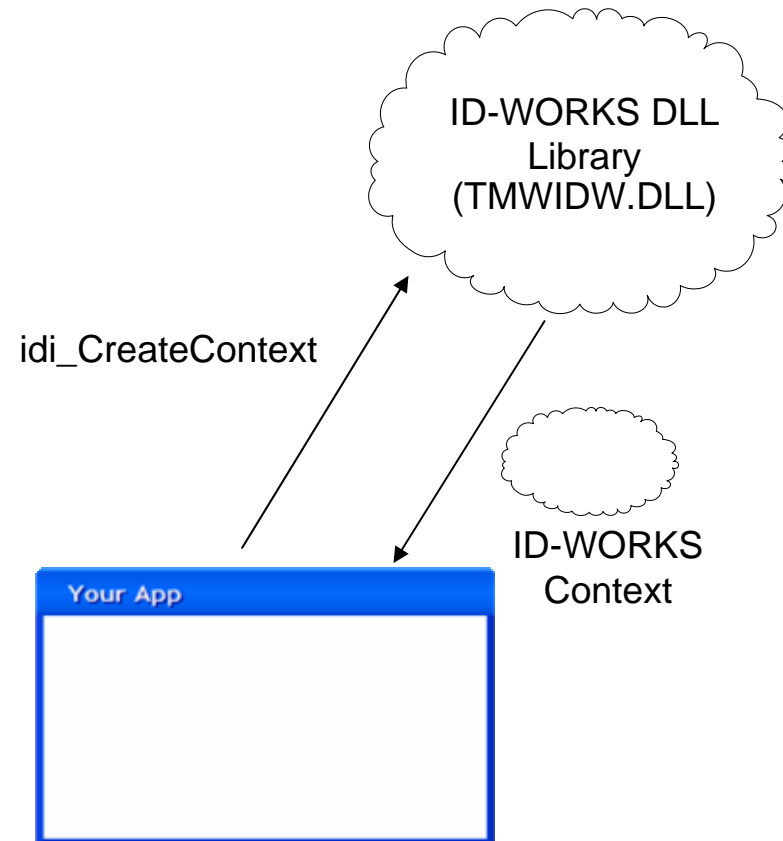 ID-WORKS DLL
Library
(TMWIDW.DLL)
idi_CreateContext
ID-WORKS
Context
Your App